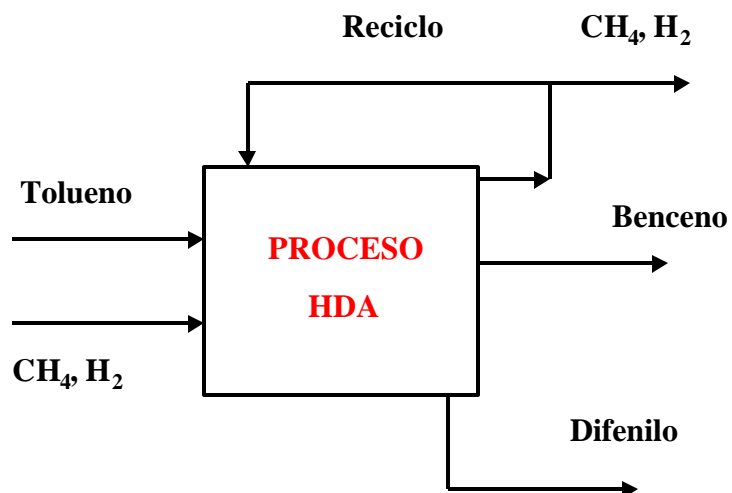 Reciclo
CH₄, H₂
Tolueno
Benceno
PROCESO
HDA
CH₄, H₂
Difenilo